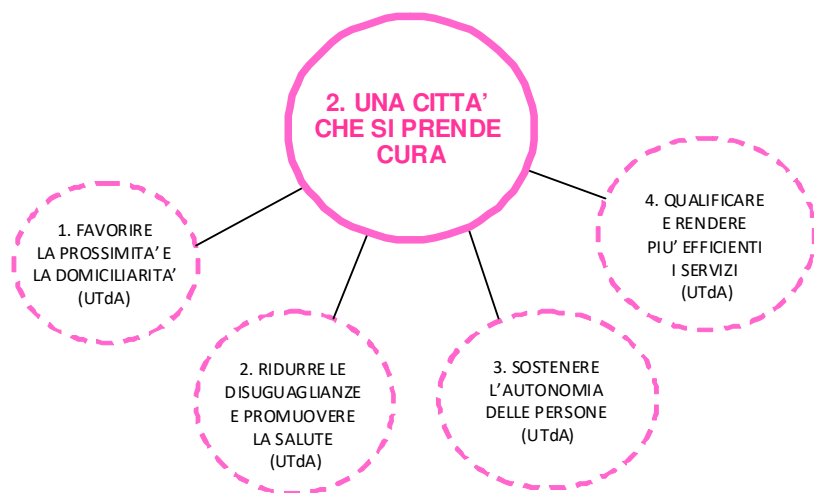 2. UNA CITTA’
CHE SI PRENDE
CURA
1. FAVORIRE
LA PROSSIMITA’ E
LA DOMICILIARITA’
(UTdA)
2. RIDURRE LE
DISUGUAGLIANZE
E PROMUOVERE
LA SALUTE
(UTdA)
3. SOSTENERE
L’AUTONOMIA
DELLE PERSONE
(UTdA)
4. QUALIFICARE
E RENDERE
PIU’ EFFICIENTI
I SERVIZI
(UTdA)